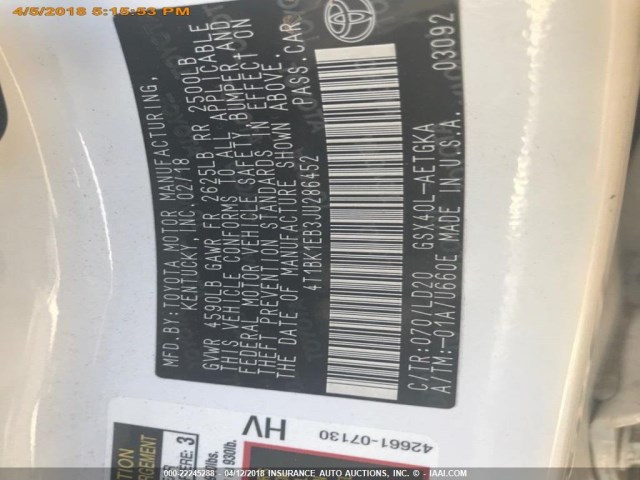 4/5/2018 5:15:53 PM
MFD. BY: TOYOTA MOTOR MANUFACTURING,
KENTUCKY, INC. 02/18
GVWR 4590LB GAWR FR 2625LB RR 2500LB
THIS VEHICLE CONFORMS TO ALL APPLICABLE
FEDERAL MOTOR VEHICLE SAFETY, BUMPER, AND
THEFT PREVENTION STANDARDS IN EFFECT ON
THE DATE OF MANUFACTURE SHOWN ABOVE.
4T1BK1EB3JU286452 PASS. CAR
C/TR:070/LD20 GSX40L-AETGKA 03092
A/TM:-01A/U660E MADE IN U.S.A.
HV
42661-07130
3
930lb.
000-22245288 - 04/12/2018 - INSURANCE AUTO AUCTIONS, INC.